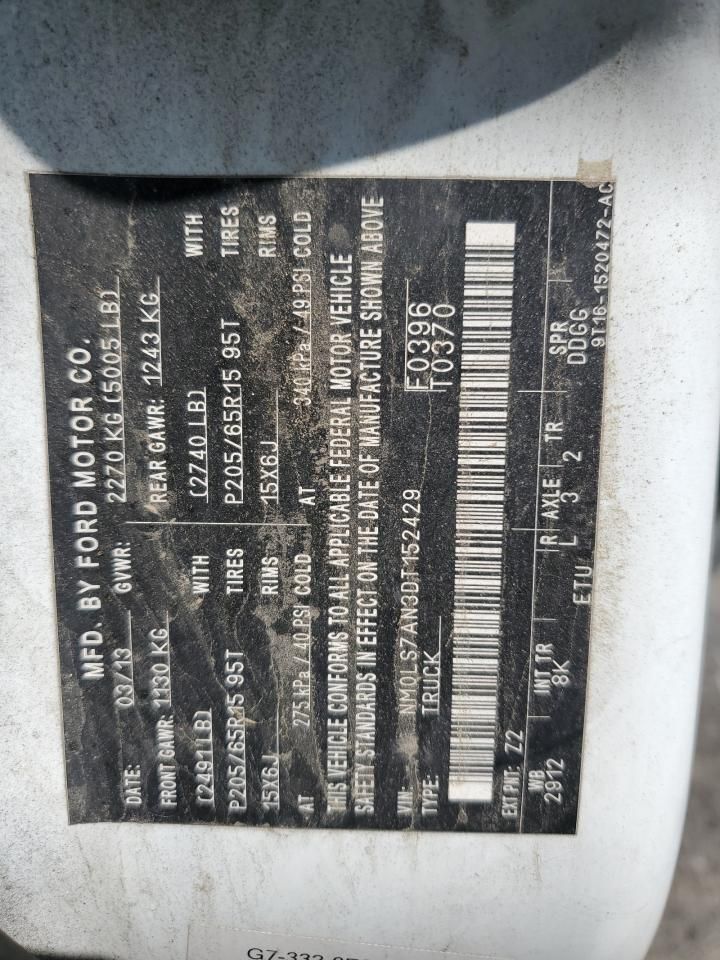 MFD. BY FORD MOTOR CO.
DATE: 03/13 GVWR: 2270 KG (5005 LB)
FRONT GAWR: 1130 KG REAR GAWR: 1243 KG
(2491LB) WITH (2740 LB) WITH
P205/65R15 95T TIRES P205/65R15 95T TIRES
15X6J RIMS 15X6J RIMS
AT 275 kPa / 40 PSI COLD AT 340 kPa / 49 PSI COLD
THIS VEHICLE CONFORMS TO ALL APPLICABLE FEDERAL MOTOR VEHICLE
SAFETY STANDARDS IN EFFECT ON THE DATE OF MANUFACTURE SHOWN ABOVE
VIN: NM0LS7AN3DT152429 F0396
TYPE: TRUCK T0370
EXT PNT: Z2
WB INT TR R AXLE TR SPR
2912 8K L 3 2 DDGG
ETU 9T16-1520472-AC